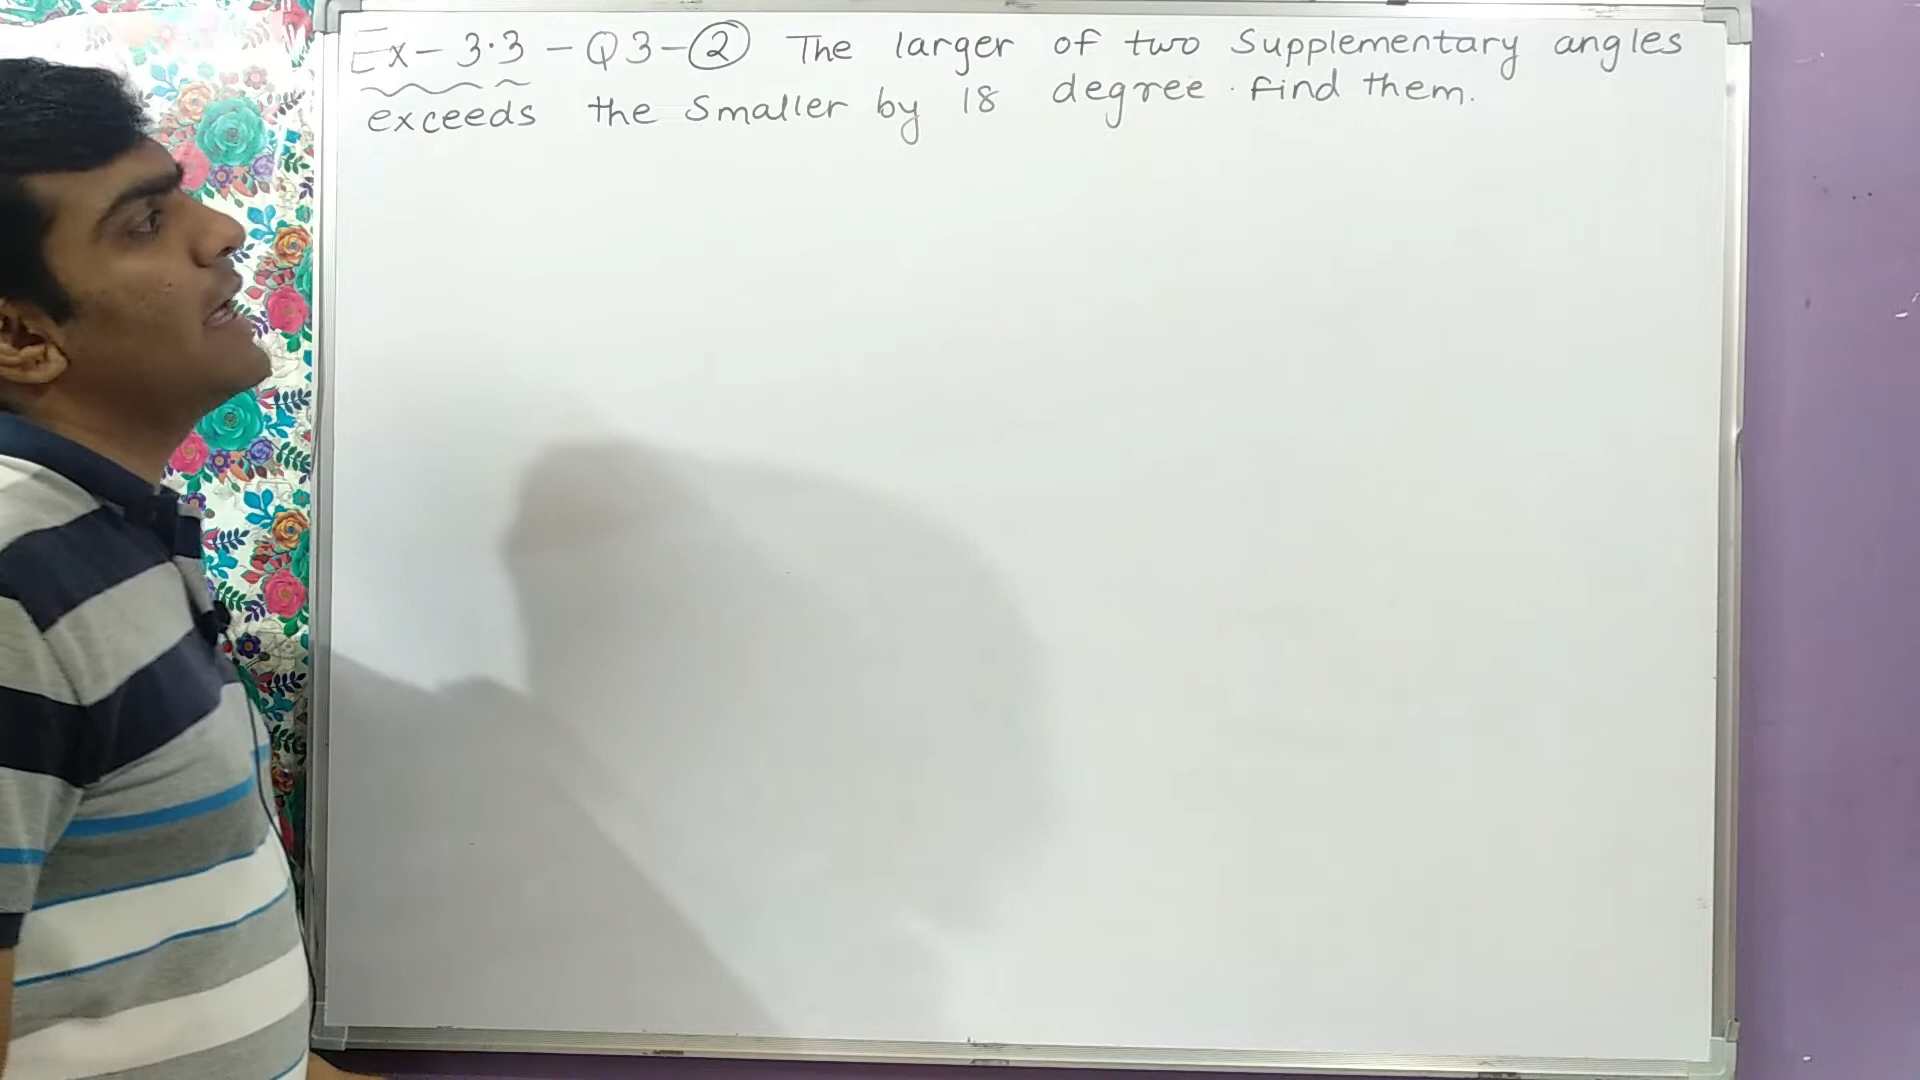 Ex - 3.3 - Q3 - ② The larger of two Supplementary angles
exceeds the Smaller by 18 degree. find them.